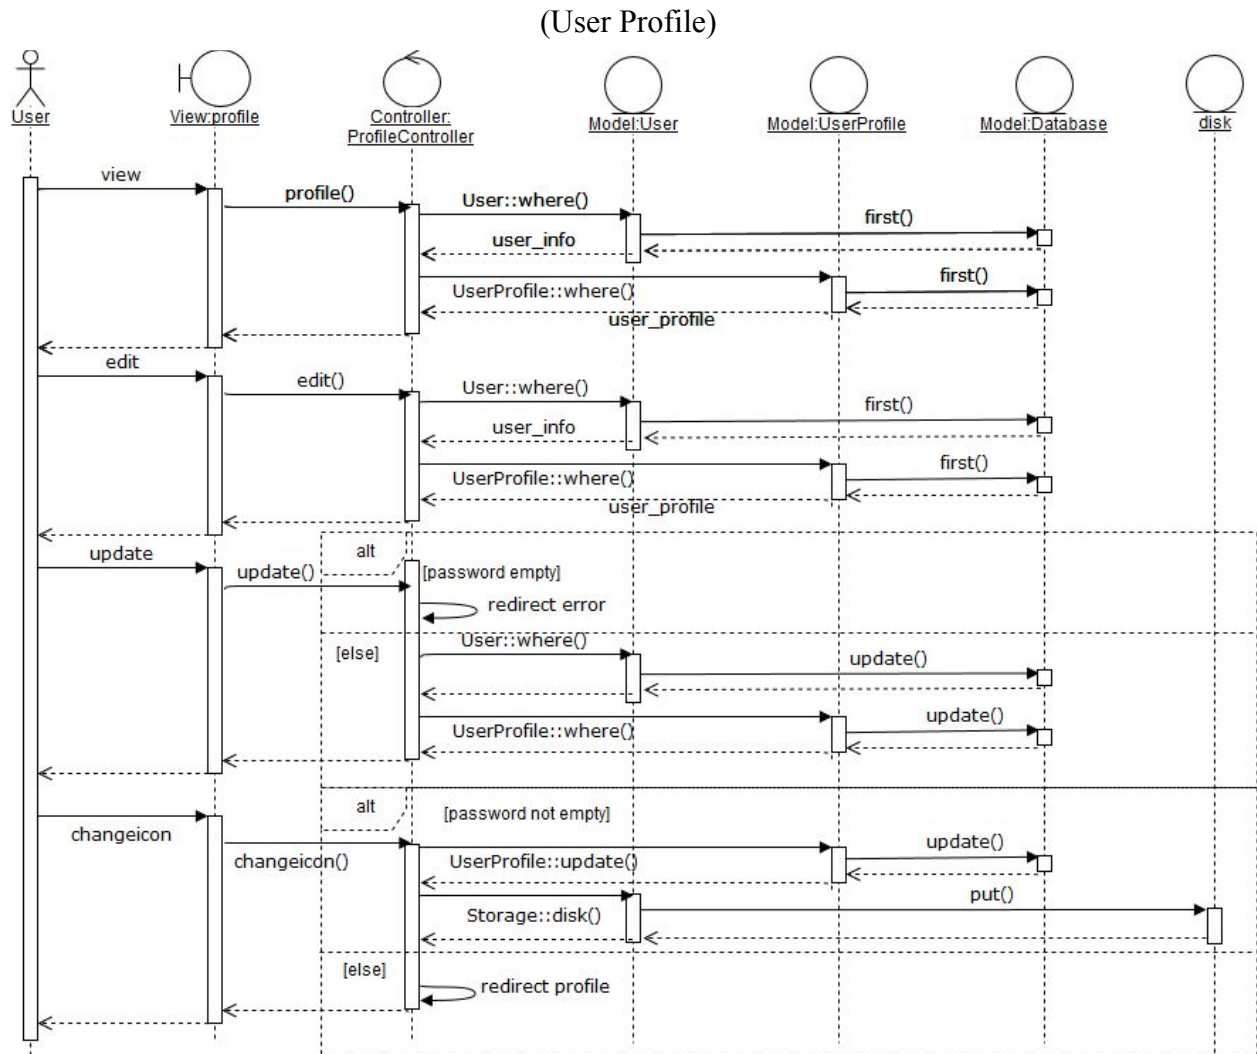 (User Profile)
User
View:profile
Controller:
ProfileController
Model:User
Model:UserProfile
Model:Database
disk
view
profile()
User::where()
first()
user_info
UserProfile::where()
first()
user_profile
edit
edit()
User::where()
first()
user_info
UserProfile::where()
first()
user_profile
update
alt
update()
[password empty]
redirect error
[else]
User::where()
update()
UserProfile::where()
update()
alt
[password not empty]
changeicon
changeicon()
UserProfile::update()
update()
Storage::disk()
put()
[else]
redirect profile